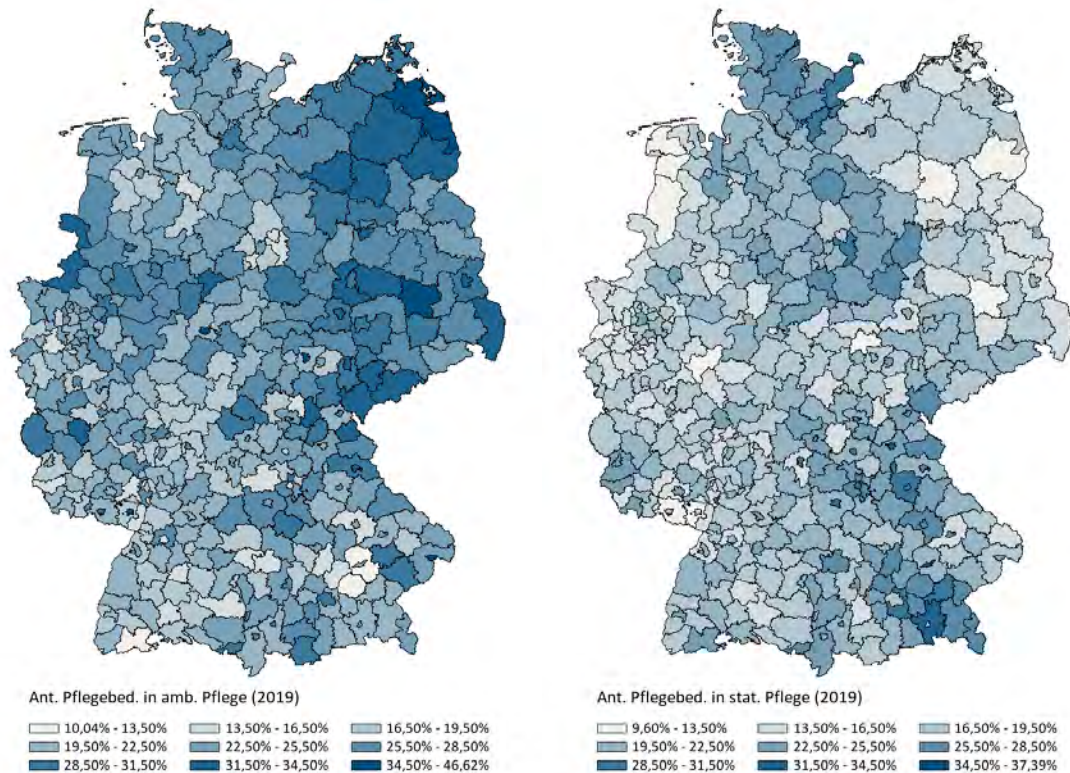 Ant. Pflegebed. in amb. Pflege (2019)
10,04% - 13,50% 13,50% - 16,50% 16,50% - 19,50%
19,50% - 22,50% 22,50% - 25,50% 25,50% - 28,50%
28,50% - 31,50% 31,50% - 34,50% 34,50% - 46,62%
Ant. Pflegebed. in stat. Pflege (2019)
9,60% - 13,50% 13,50% - 16,50% 16,50% - 19,50%
19,50% - 22,50% 22,50% - 25,50% 25,50% - 28,50%
28,50% - 31,50% 31,50% - 34,50% 34,50% - 37,39%